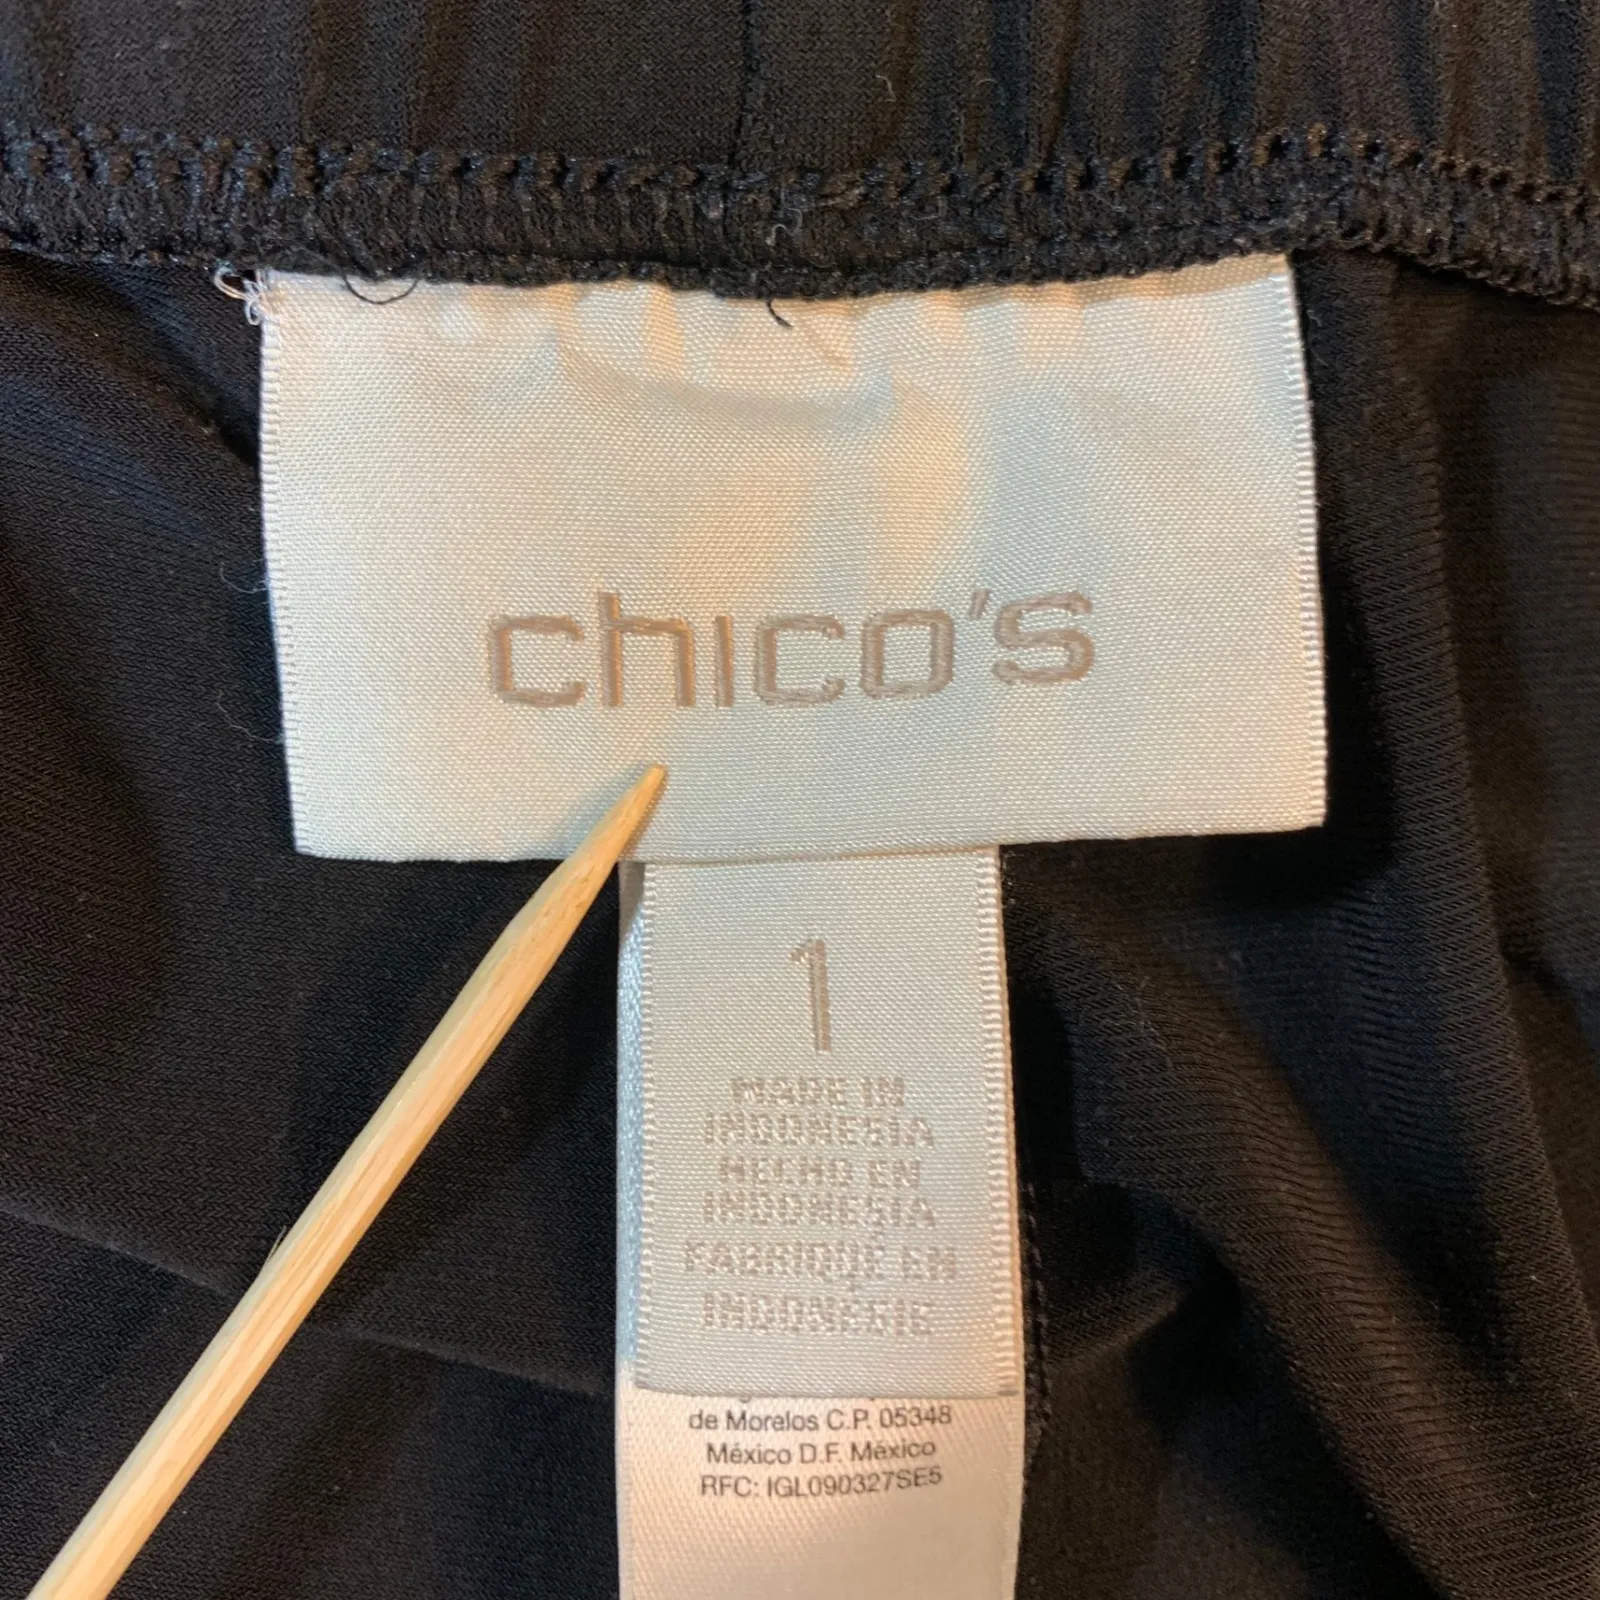 chico's
1
MADE IN
INDONESIA
HECHO EN
INDONESIA
FABRIQUÉ EN
INDONÉSIE
de Morelos C.P. 05348
México D.F. México
RFC: IGL090327SE5